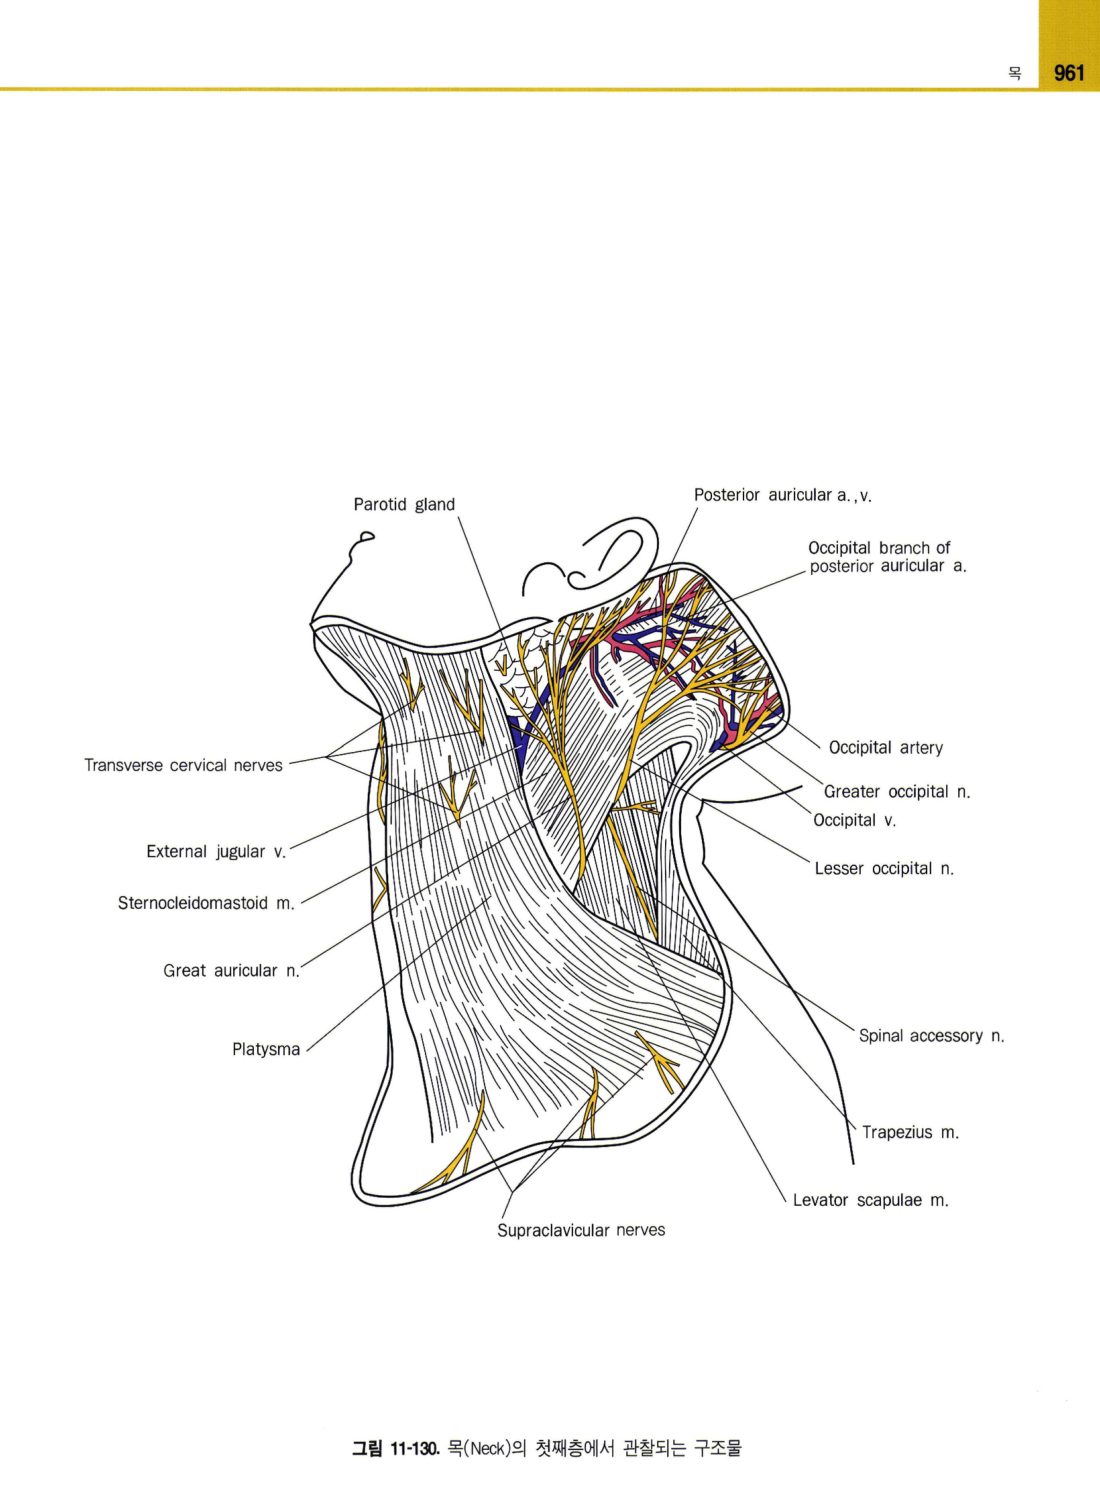 목 961
Parotid gland
Posterior auricular a.,v.
Occipital branch of
posterior auricular a.
Transverse cervical nerves
Occipital artery
Greater occipital n.
Occipital v.
External jugular v.
Lesser occipital n.
Sternocleidomastoid m.
Great auricular n.
Platysma
Spinal accessory n.
Trapezius m.
Levator scapulae m.
Supraclavicular nerves
그림 11-130. 목(Neck)의 첫째층에서 관찰되는 구조물